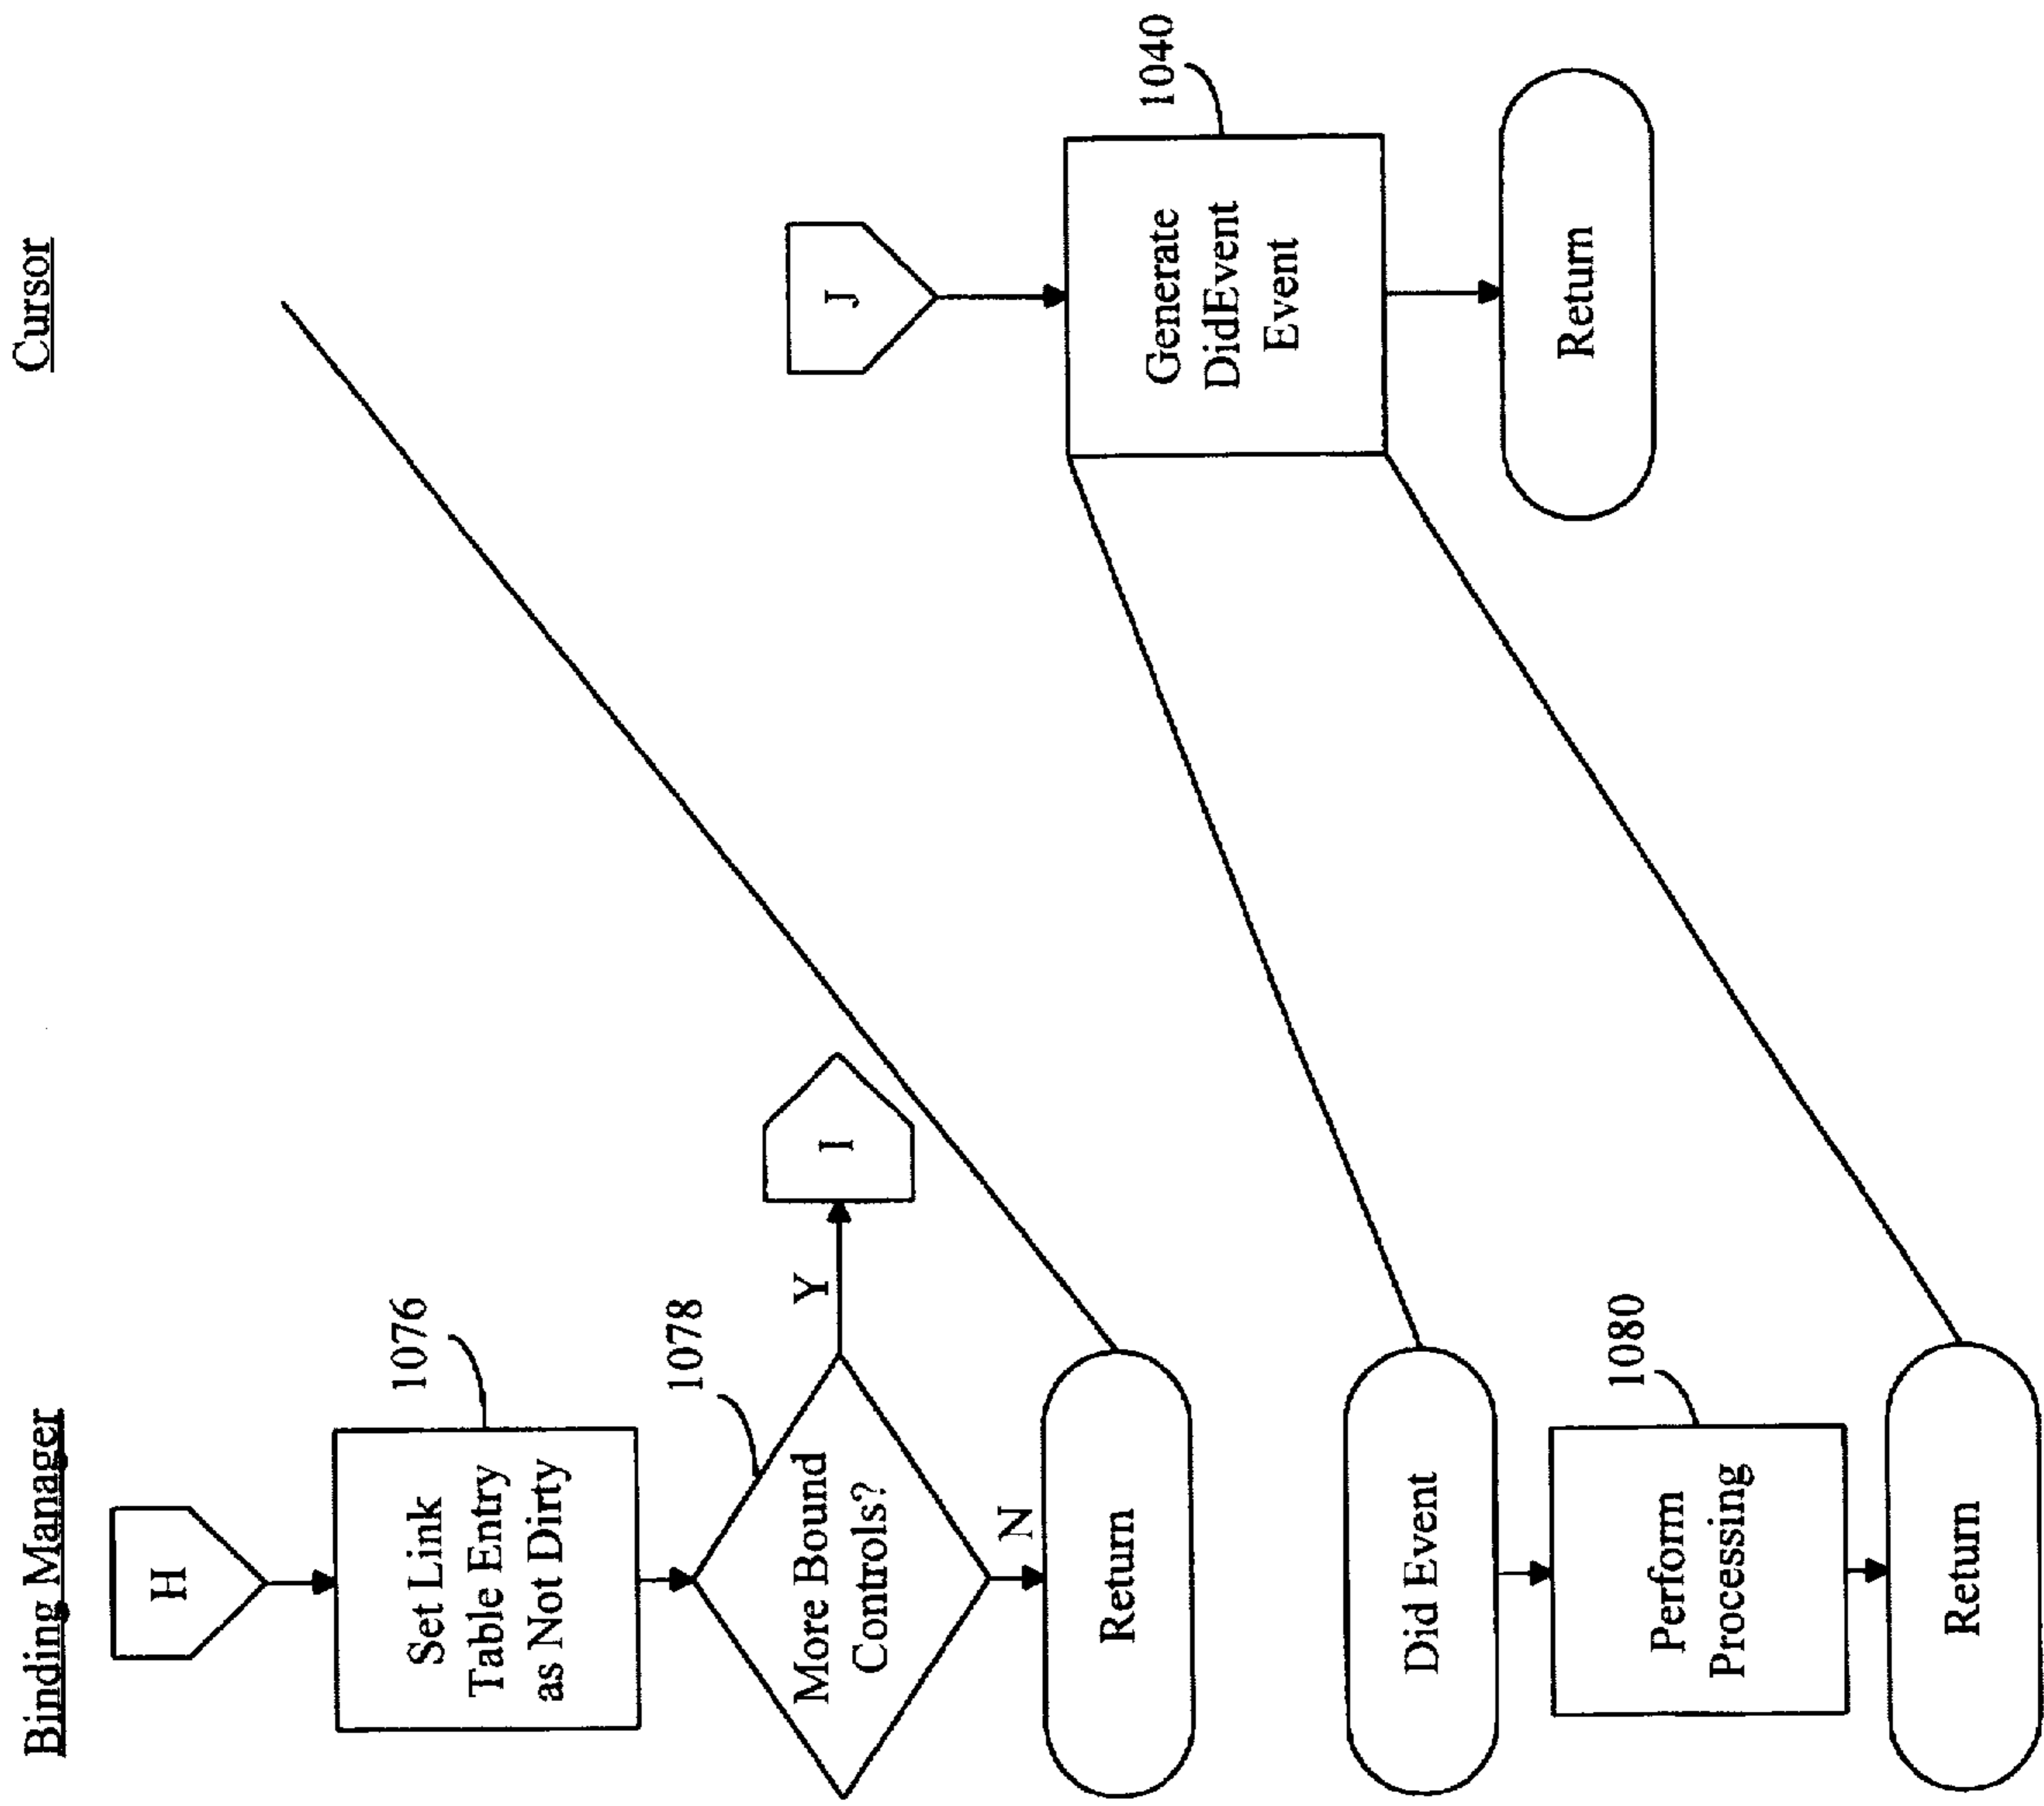 Binding Manager
Cursor
H
1076
Set Link
Table Entry
as Not Dirty
1078
More Bound
Controls?
Y
I
N
Return
J
1040
Generate
DidEvent
Event
Return
Did Event
1080
Perform
Processing
Return